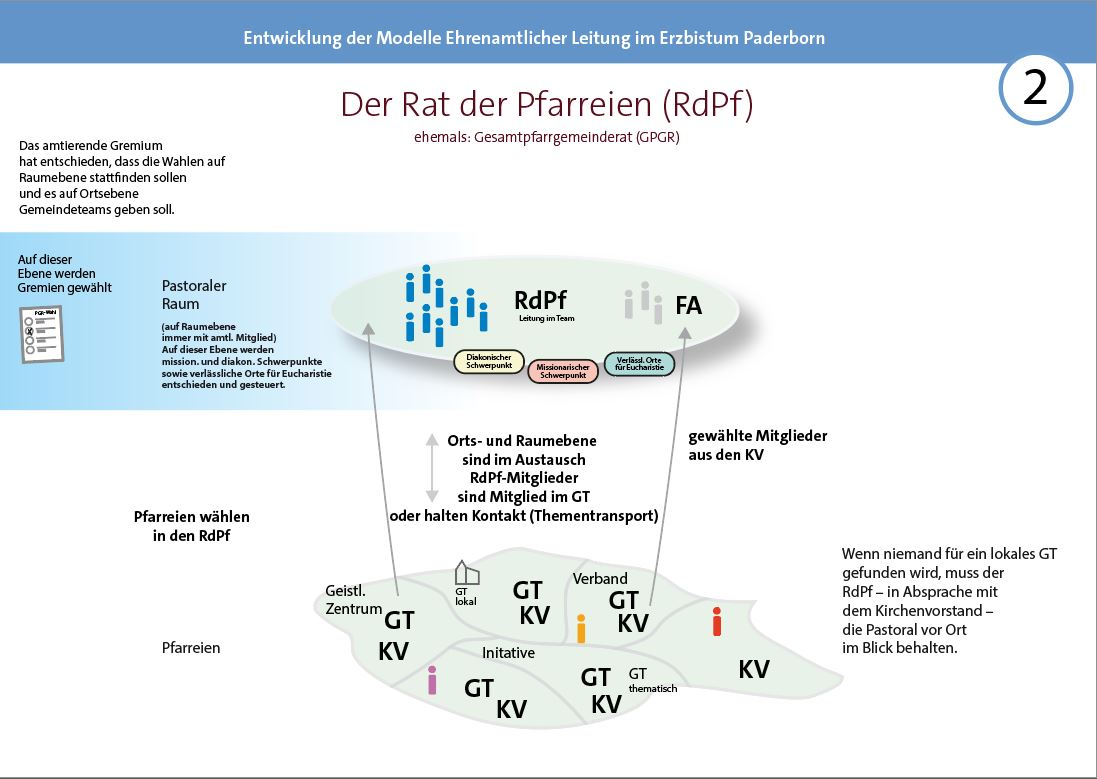 Entwicklung der Modelle Ehrenamtlicher Leitung im Erzbistum Paderborn
2
Der Rat der Pfarreien (RdPf)
ehemals: Gesamtpfarrgemeinderat (GPGR)
Das amtierende Gremium
hat entschieden, dass die Wahlen auf
Raumebene stattfinden sollen
und es auf Ortsebene
Gemeindeteams geben soll.
Auf dieser
Ebene werden
Gremien gewählt
PGR-Wahl
Pastoraler
Raum
(auf Raumebene
immer mit amtl. Mitglied)
Auf dieser Ebene werden
mission. und diakon. Schwerpunkte
sowie verlässliche Orte für Eucharistie
entschieden und gesteuert.
RdPf
Leitung im Team
FA
Diakonischer
Schwerpunkt
Missionarischer
Schwerpunkt
Verlässl. Orte
für Eucharistie
Orts- und Raumebene
sind im Austausch
RdPf-Mitglieder
sind Mitglied im GT
oder halten Kontakt (Thementransport)
gewählte Mitglieder
aus den KV
Pfarreien wählen
in den RdPf
Wenn niemand für ein lokales GT
gefunden wird, muss der
RdPf – in Absprache mit
dem Kirchenvorstand –
die Pastoral vor Ort
im Blick behalten.
Pfarreien
Geistl.
Zentrum
GT
KV
GT
lokal
GT
KV
Verband
GT
KV
Initative
GT
KV
GT
KV
GT
thematisch
KV